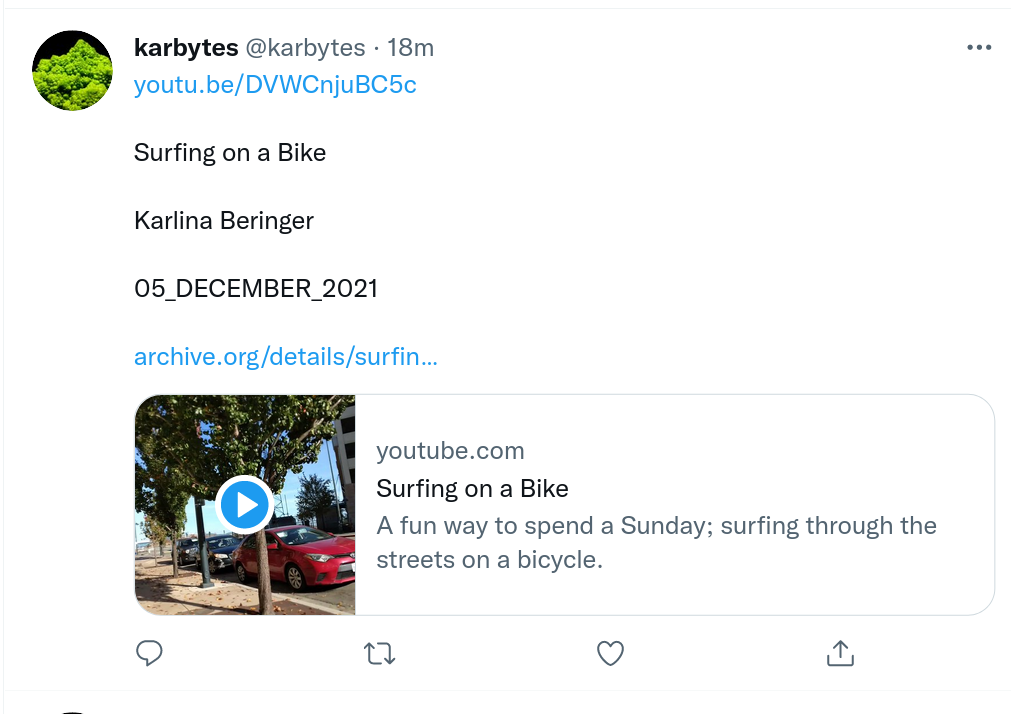 karbytes @karbytes · 18m
youtu.be/DVWCnjuBC5c
Surfing on a Bike
Karlina Beringer
05_DECEMBER_2021
archive.org/details/surfin...
youtube.com
Surfing on a Bike
A fun way to spend a Sunday; surfing through the
streets on a bicycle.